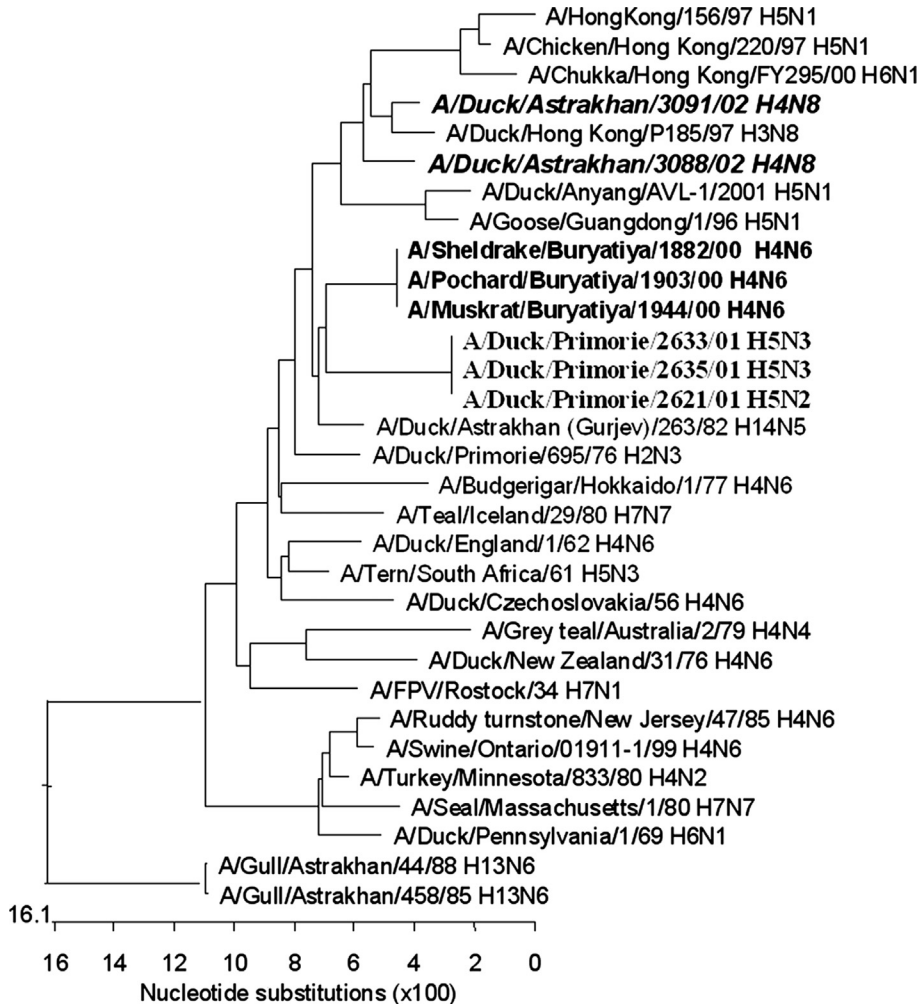 A/HongKong/156/97 H5N1
A/Chicken/Hong Kong/220/97 H5N1
A/Chukka/Hong Kong/FY295/00 H6N1
A/Duck/Astrakhan/3091/02 H4N8
A/Duck/Hong Kong/P185/97 H3N8
A/Duck/Astrakhan/3088/02 H4N8
A/Duck/Anyang/AVL-1/2001 H5N1
A/Goose/Guangdong/1/96 H5N1
A/Sheldrake/Buryatiya/1882/00 H4N6
A/Pochard/Buryatiya/1903/00 H4N6
A/Muskrat/Buryatiya/1944/00 H4N6
A/Duck/Primorie/2633/01 H5N3
A/Duck/Primorie/2635/01 H5N3
A/Duck/Primorie/2621/01 H5N2
A/Duck/Astrakhan (Gurjev)/263/82 H14N5
A/Duck/Primorie/695/76 H2N3
A/Budgerigar/Hokkaido/1/77 H4N6
A/Teal/Iceland/29/80 H7N7
A/Duck/England/1/62 H4N6
A/Tern/South Africa/61 H5N3
A/Duck/Czechoslovakia/56 H4N6
A/Grey teal/Australia/2/79 H4N4
A/Duck/New Zealand/31/76 H4N6
A/FPV/Rostock/34 H7N1
A/Ruddy turnstone/New Jersey/47/85 H4N6
A/Swine/Ontario/01911-1/99 H4N6
A/Turkey/Minnesota/833/80 H4N2
A/Seal/Massachusetts/1/80 H7N7
A/Duck/Pennsylvania/1/69 H6N1
A/Gull/Astrakhan/44/88 H13N6
A/Gull/Astrakhan/458/85 H13N6
16.1
16 14 12 10 8 6 4 2 0
Nucleotide substitutions (x100)